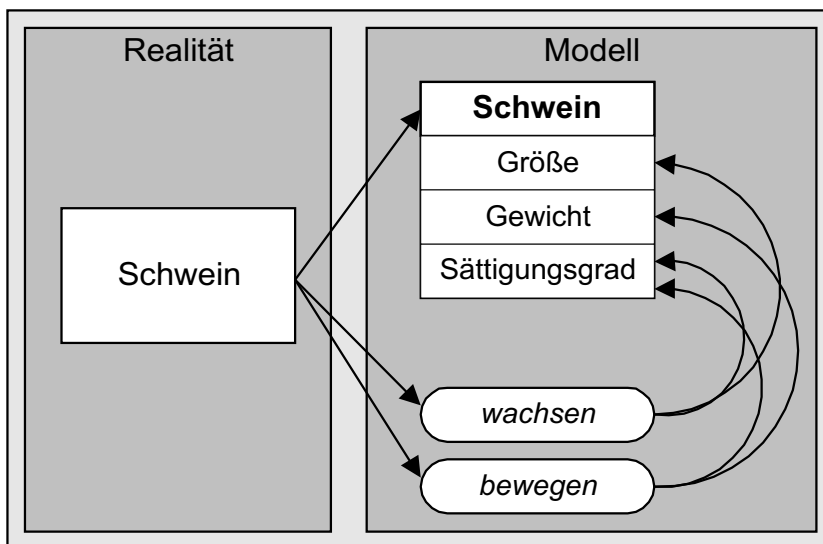 Realität
Modell
Schwein
Schwein
Größe
Gewicht
Sättigungsgrad
wachsen
bewegen